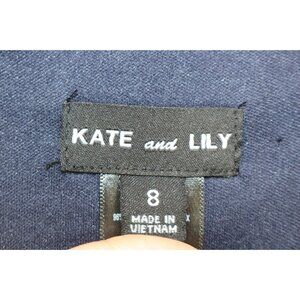 KATE and LILY
8
MADE IN
VIETNAM